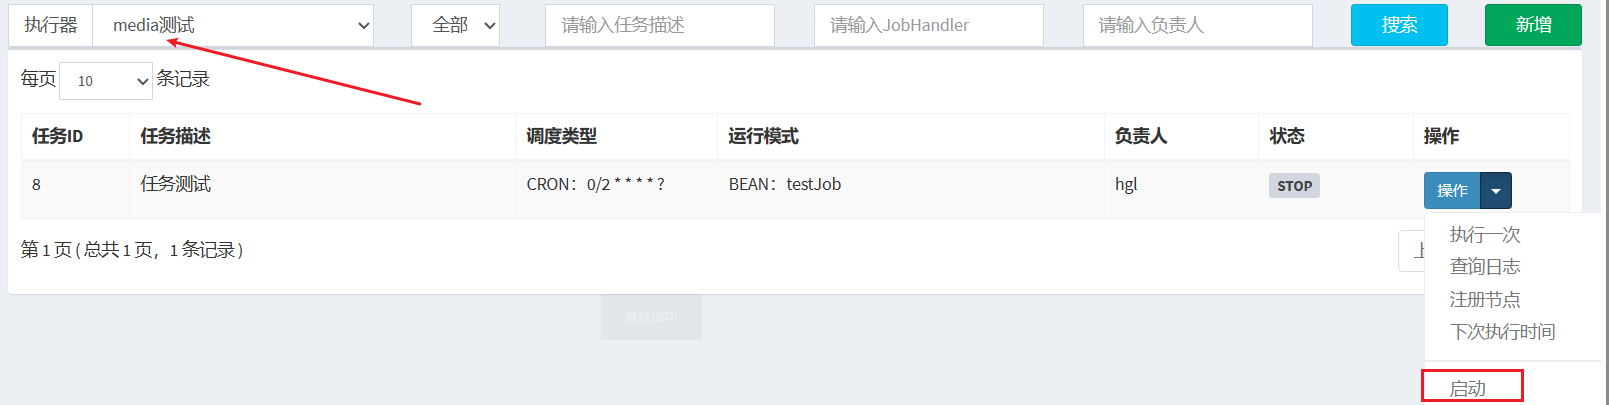 执行器 media测试 全部 请输入任务描述 请输入JobHandler 请输入负责人 搜索 新增
每页 10 条记录
任务ID 任务描述 调度类型 运行模式 负责人 状态 操作
8 任务测试 CRON：0/2 * * * * ? BEAN：testJob hgl STOP 操作
执行一次
第 1 页 ( 总共 1 页，1 条记录 ) 上
查询日志
注册节点
删除成功
下次执行时间
启动